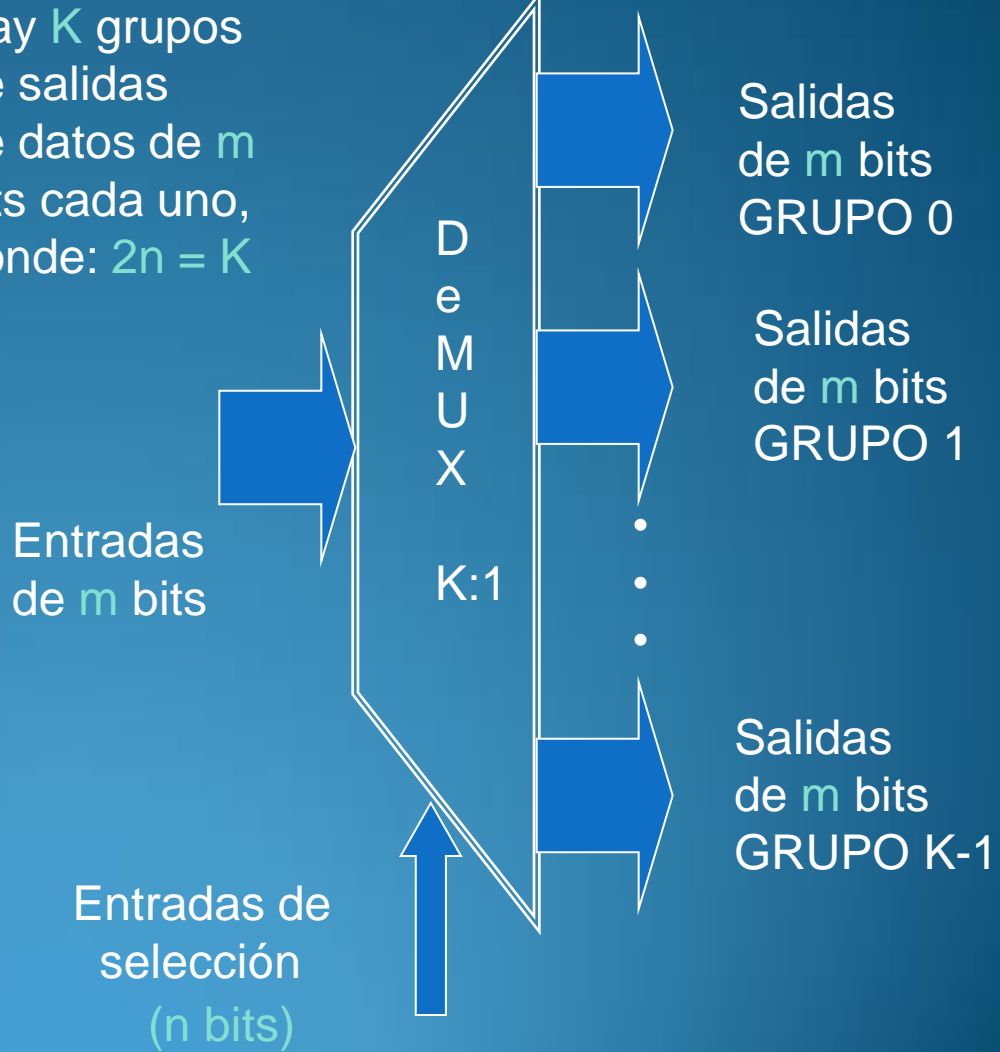 ay K grupos
e salidas
e datos de m
ts cada uno,
onde: 2n = K
Entradas
de m bits
Entradas de
selección
(n bits)
D
e
M
U
X
K:1
Salidas
de m bits
GRUPO 0
Salidas
de m bits
GRUPO 1
Salidas
de m bits
GRUPO K-1